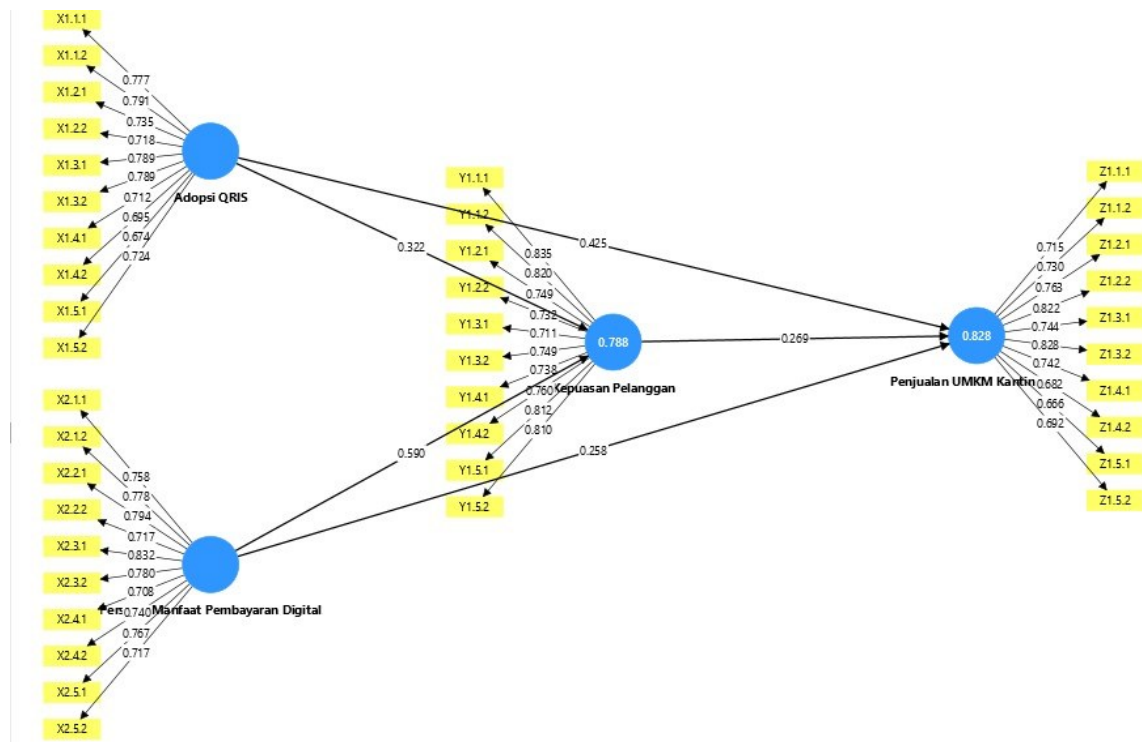 X1.1.1
X1.1.2
X1.2.1
X1.2.2
X1.3.1
X1.3.2
X1.4.1
X1.4.2
X1.5.1
X1.5.2
0.777
0.791
0.735
0.718
0.789
0.789
0.712
0.695
0.674
0.724
Adopsi QRIS
0.322
0.425
X2.1.1
X2.1.2
X2.2.1
X2.2.2
X2.3.1
X2.3.2
X2.4.1
X2.4.2
X2.5.1
X2.5.2
0.758
0.778
0.794
0.717
0.832
0.780
0.708
0.740
0.767
0.717
Manfaat Pembayaran Digital
0.590
0.258
Y1.1.1
Y1.1.2
Y1.2.1
Y1.2.2
Y1.3.1
Y1.3.2
Y1.4.1
Y1.4.2
Y1.5.1
Y1.5.2
0.835
0.820
0.749
0.732
0.711
0.749
0.738
0.760
0.812
0.810
0.788
Kepuasan Pelanggan
0.269
0.828
Penjualan UMKM Kantin
0.715
0.730
0.763
0.822
0.744
0.828
0.742
0.682
0.666
0.692
Z1.1.1
Z1.1.2
Z1.2.1
Z1.2.2
Z1.3.1
Z1.3.2
Z1.4.1
Z1.4.2
Z1.5.1
Z1.5.2